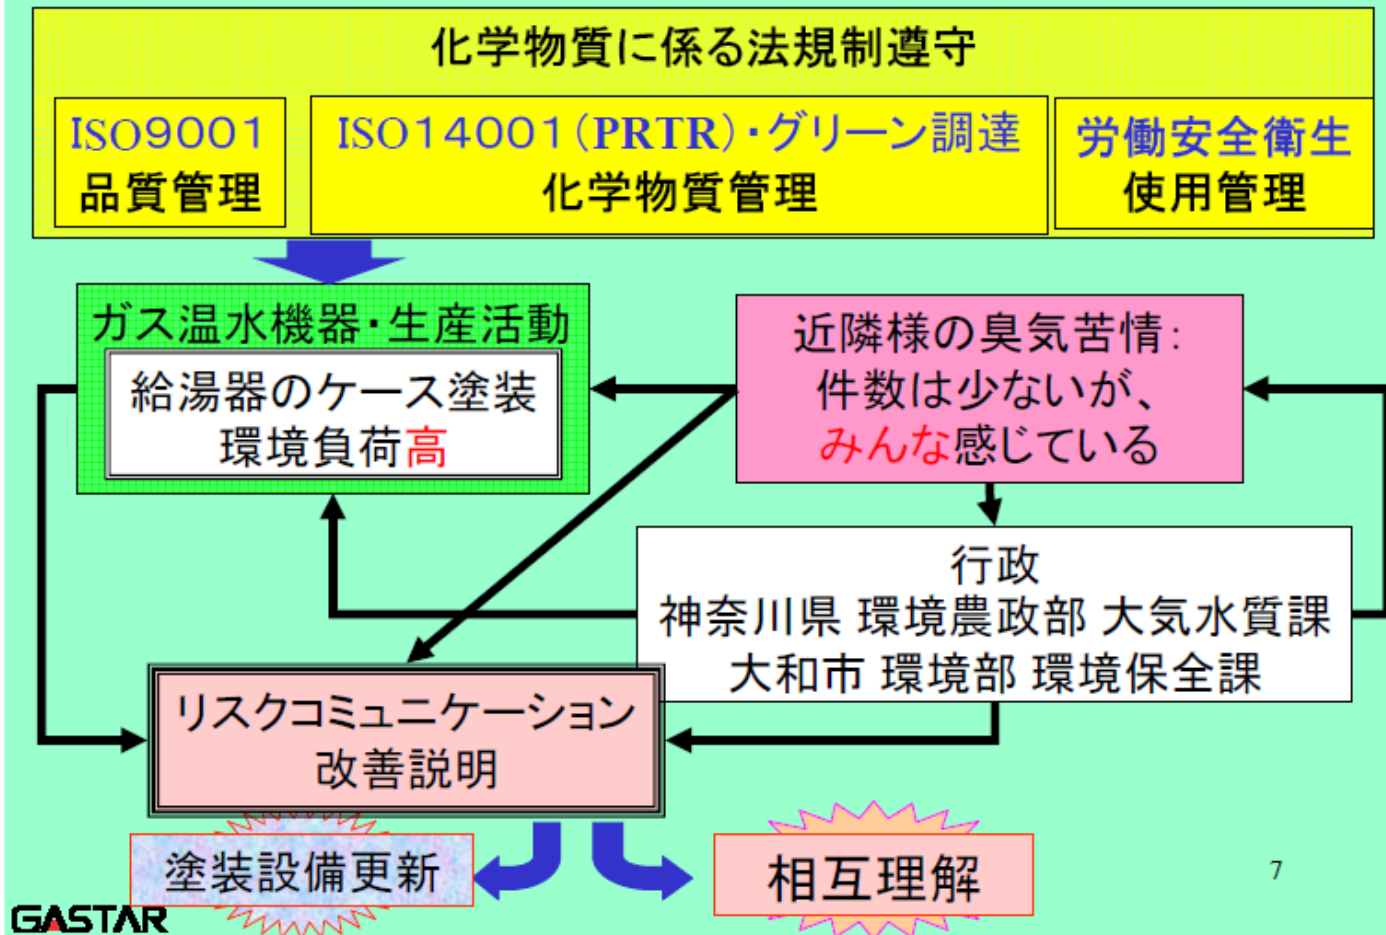 化学物質に係る法規制遵守
ISO9001
品質管理
ISO14001(PRTR)・グリーン調達
化学物質管理
労働安全衛生
使用管理
ガス温水機器・生産活動
給湯器のケース塗装
環境負荷高
近隣様の臭気苦情:
件数は少ないが、
みんな感じている
行政
神奈川県 環境農政部 大気水質課
大和市 環境部 環境保全課
リスクコミュニケーション
改善説明
塗装設備更新
相互理解
7
GASTAR